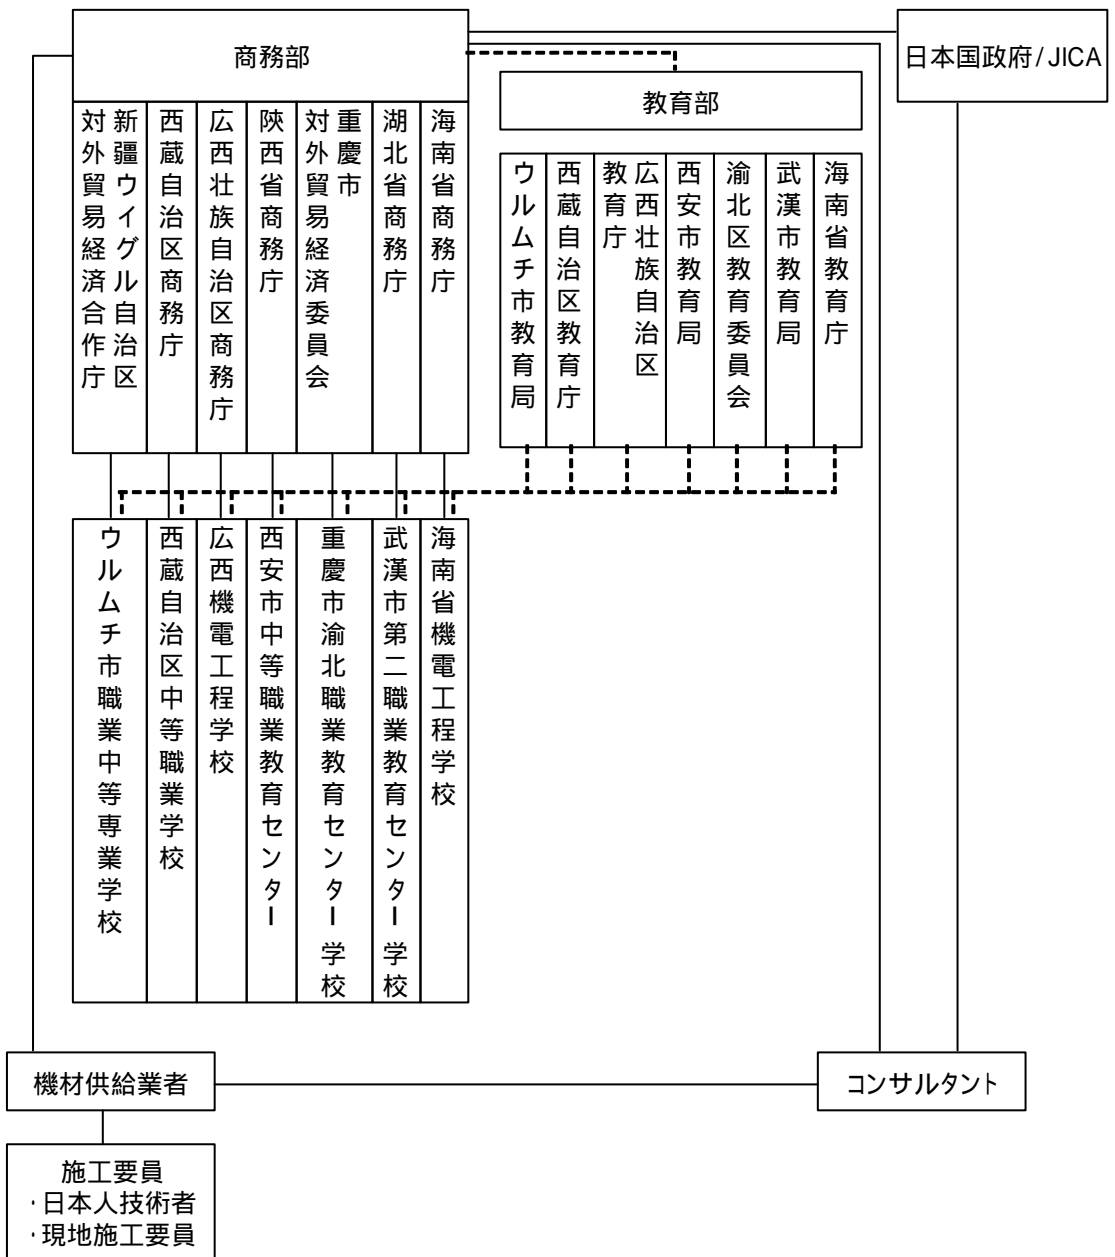 商務部
日本国政府/JICA
教育部
新疆ウイグル自治区
対外貿易経済合作庁
西蔵自治区商務庁
広西壮族自治区商務庁
陝西省商務庁
重慶市
対外貿易経済委員会
湖北省商務庁
海南省商務庁
ウルムチ市教育局
西蔵自治区教育庁
広西壮族自治区
教育庁
西安市教育局
渝北区教育委員会
武漢市教育局
海南省教育庁
ウルムチ市職業中等専業学校
西蔵自治区中等職業学校
広西機電工程学校
西安市中等職業教育センター
重慶市渝北職業教育センター学校
武漢市第二職業教育センター学校
海南省機電工程学校
機材供給業者
コンサルタント
施工要員
・日本人技術者
・現地施工要員